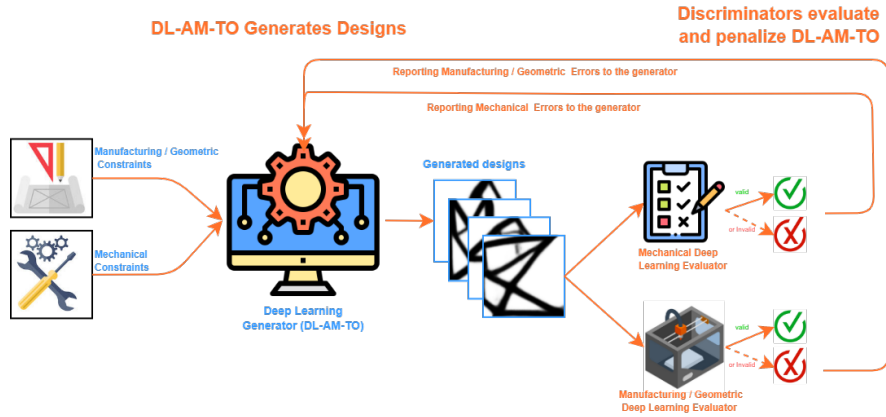 DL-AM-TO Generates Designs
Discriminators evaluate
and penalize DL-AM-TO
Reporting Manufacturing / Geometric Errors to the generator
Reporting Mechanical Errors to the generator
Manufacturing / Geometric
Constraints
Mechanical
Constraints
Deep Learning
Generator (DL-AM-TO)
Generated designs
valid
or Invalid
Mechanical Deep
Learning Evaluator
valid
or Invalid
Manufacturing / Geometric
Deep Learning Evaluator